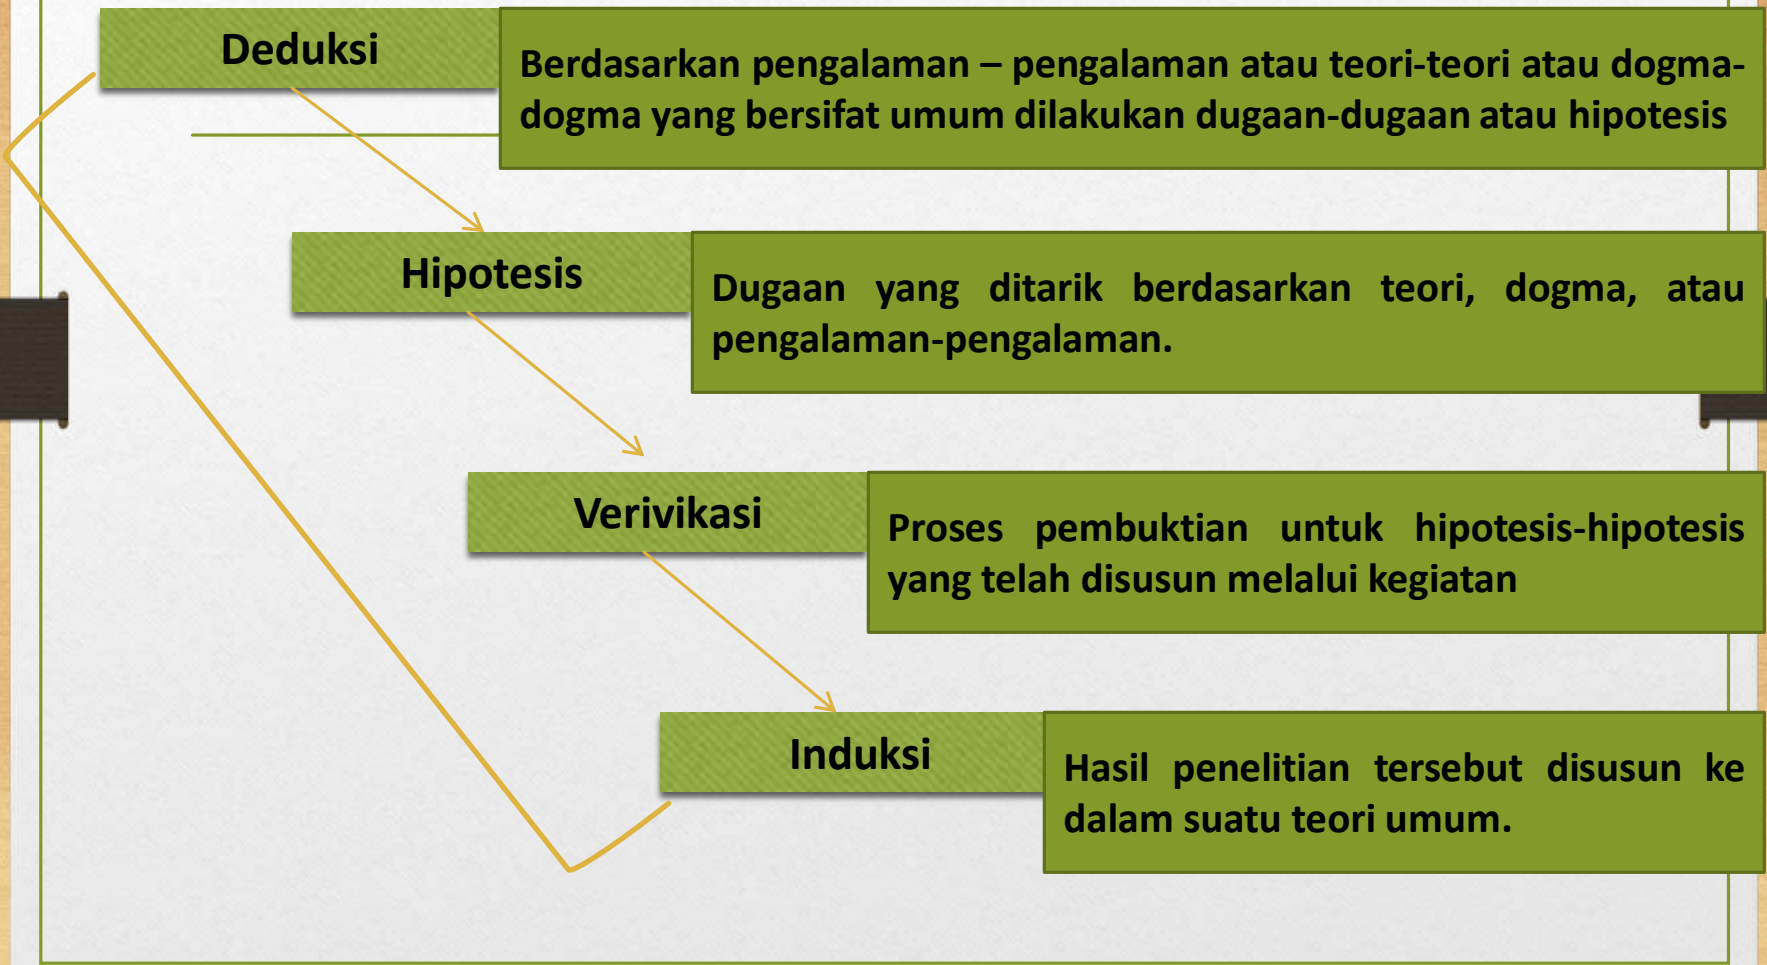 Deduksi
Berdasarkan pengalaman – pengalaman atau teori-teori atau dogma-
dogma yang bersifat umum dilakukan dugaan-dugaan atau hipotesis
Hipotesis
Dugaan yang ditarik berdasarkan teori, dogma, atau
pengalaman-pengalaman.
Verivikasi
Proses pembuktian untuk hipotesis-hipotesis
yang telah disusun melalui kegiatan
Induksi
Hasil penelitian tersebut disusun ke
dalam suatu teori umum.